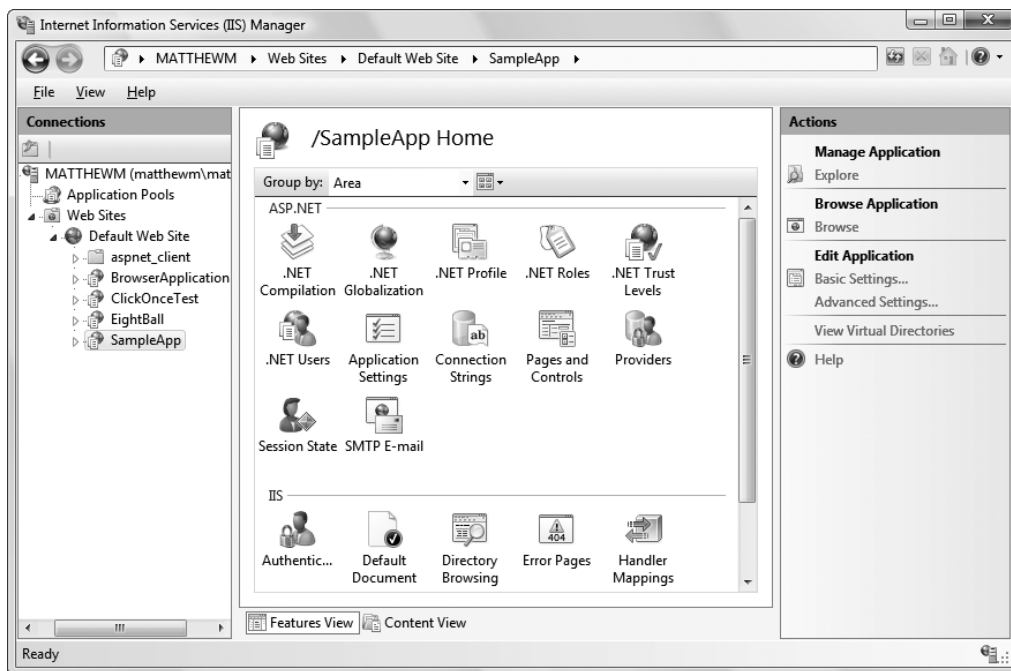 Internet Information Services (IIS) Manager
MATTHEWM Web Sites Default Web Site SampleApp
File View Help
Connections
MATTHEWM (matthewm\mat
Application Pools
Web Sites
Default Web Site
aspnet_client
BrowserApplication
ClickOnceTest
EightBall
SampleApp
/SampleApp Home
Group by: Area
ASP.NET
.NET Compilation
.NET Globalization
.NET Profile
.NET Roles
.NET Trust Levels
.NET Users
Application Settings
Connection Strings
ab
Pages and Controls
Providers
Session State
SMTP E-mail
IIS
Authentic...
Default Document
Directory Browsing
404
Error Pages
Handler Mappings
Features View
Content View
Actions
Manage Application
Explore
Browse Application
Browse
Edit Application
Basic Settings...
Advanced Settings...
View Virtual Directories
Help
Ready